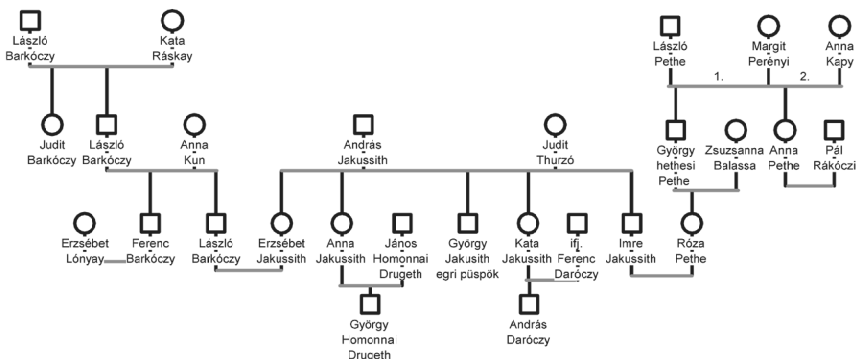 László
Barkóczy
Kata
Ráskay
László
Pethe
Margit
Perényi
Anna
Kapy
1.
2.
Judit
Barkóczy
László
Barkóczy
Anna
Kun
András
Jakussith
Judit
Thurzó
György
hethesi
Pethe
Zsuzsanna
Balassa
Anna
Pethe
Pál
Rákóczi
Erzsébet
Lónyay
Ferenc
Barkóczy
László
Barkóczy
Erzsébet
Jakussith
Anna
Jakussith
János
Homonnai
Drugeth
György
Jakusith
egri püspök
Kata
Jakussith
ifj.
Ferenc
Daróczy
Imre
Jakussith
Róza
Pethe
György
Homonna
Drugeth
András
Daróczy